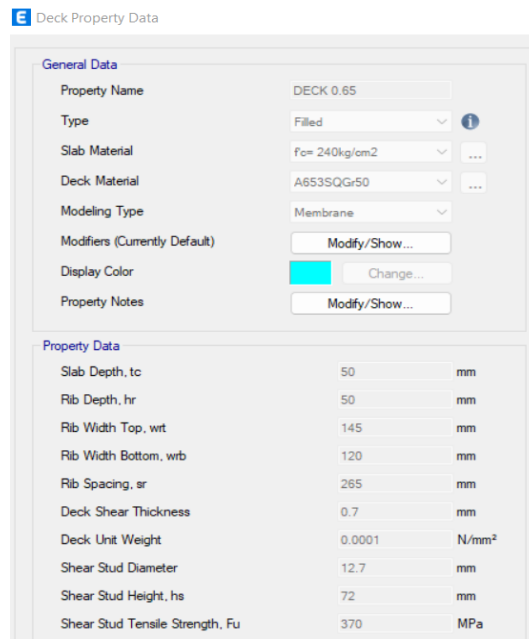 E Deck Property Data
General Data
Property Name DECK 0.65
Type Filled i
Slab Material f'c= 240kg/cm2 ...
Deck Material A653SQGr50 ...
Modeling Type Membrane
Modifiers (Currently Default) Modify/Show...
Display Color Change...
Property Notes Modify/Show...
Property Data
Slab Depth, tc 50 mm
Rib Depth, hr 50 mm
Rib Width Top, wrt 145 mm
Rib Width Bottom, wrb 120 mm
Rib Spacing, sr 265 mm
Deck Shear Thickness 0.7 mm
Deck Unit Weight 0.0001 N/mm²
Shear Stud Diameter 12.7 mm
Shear Stud Height, hs 72 mm
Shear Stud Tensile Strength, Fu 370 MPa